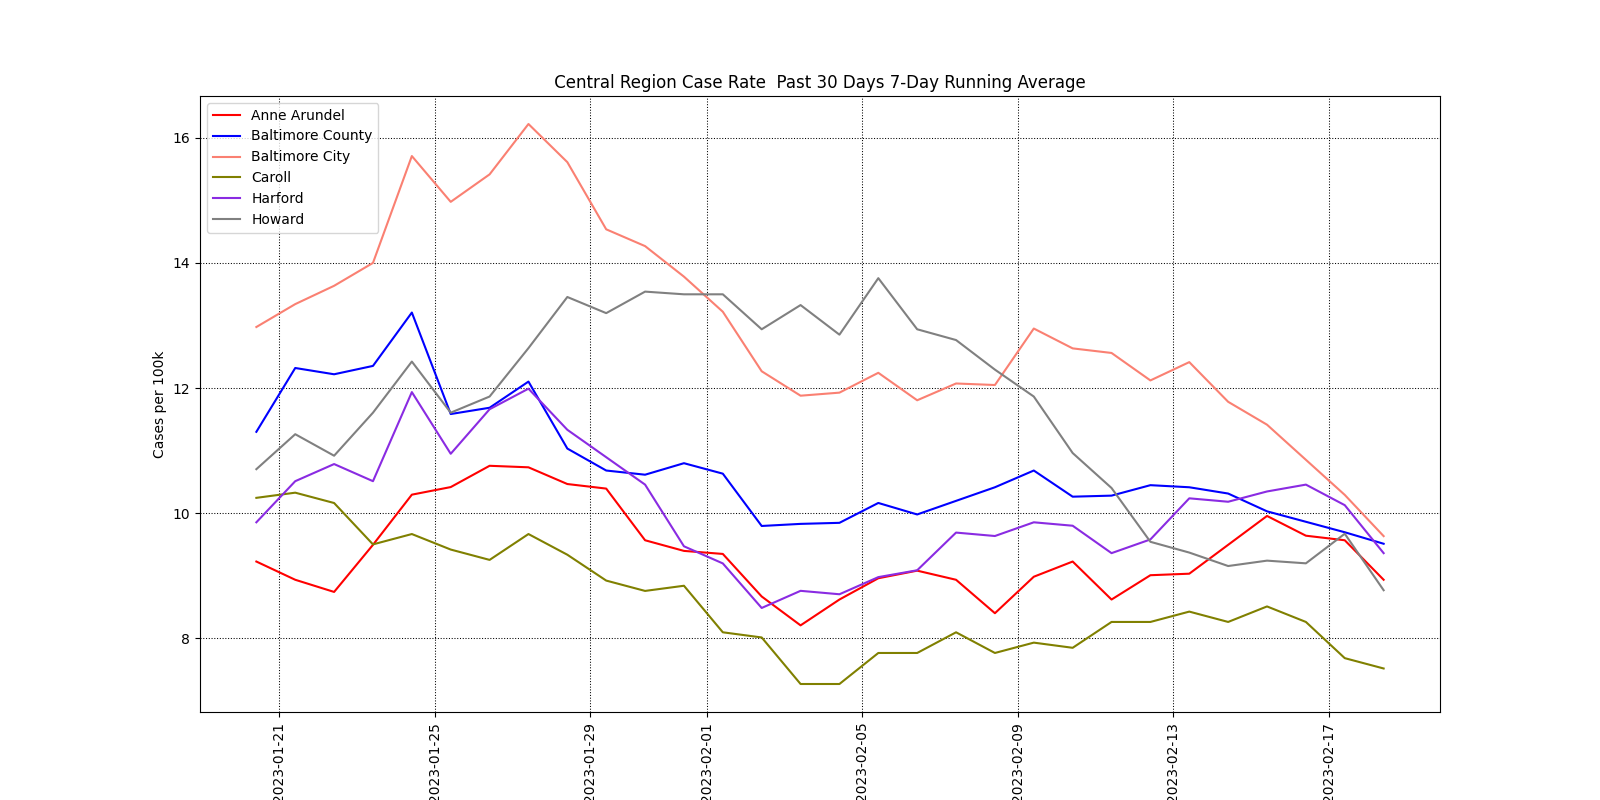 Central Region Case Rate  Past 30 Days 7-Day Running Average
Anne Arundel
Baltimore County
Baltimore City
Caroll
Harford
Howard
16
14
12
10
8
Cases per 100k
2023-01-21
2023-01-25
2023-01-29
2023-02-01
2023-02-05
2023-02-09
2023-02-13
2023-02-17